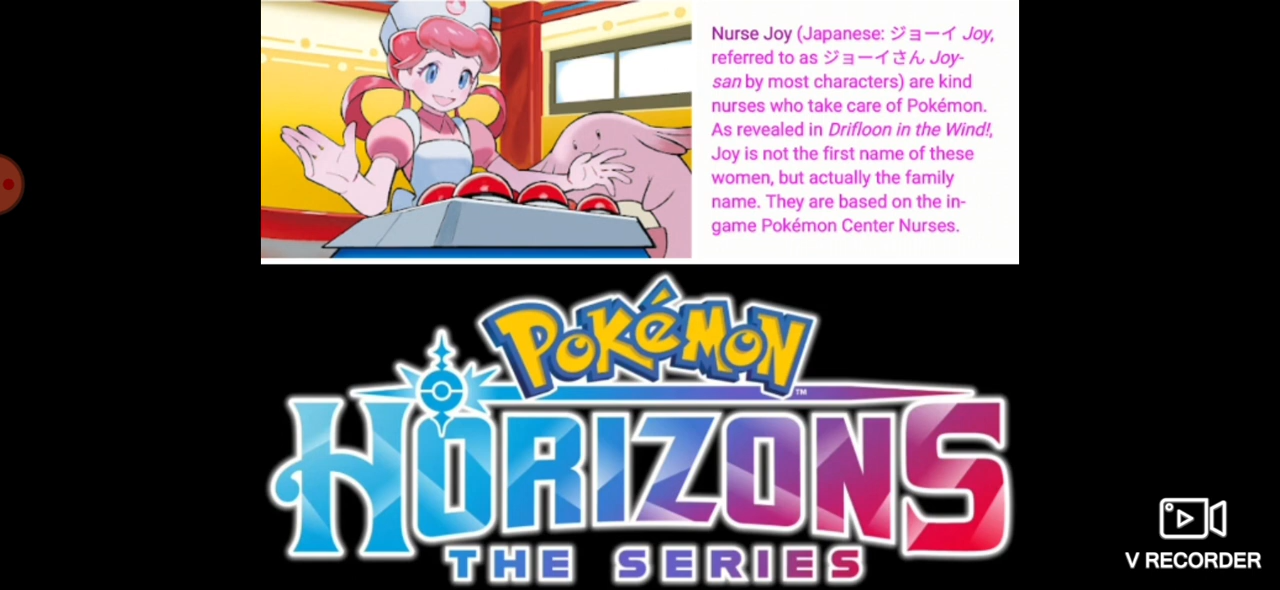 Nurse Joy (Japanese: ジョーイ Joy,
referred to as ジョーイさん Joy-
san by most characters) are kind
nurses who take care of Pokémon.
As revealed in Drifloon in the Wind!,
Joy is not the first name of these
women, but actually the family
name. They are based on the in-
game Pokémon Center Nurses.
POKéMON
TM
HORIZONS
THE SERIES
V RECORDER